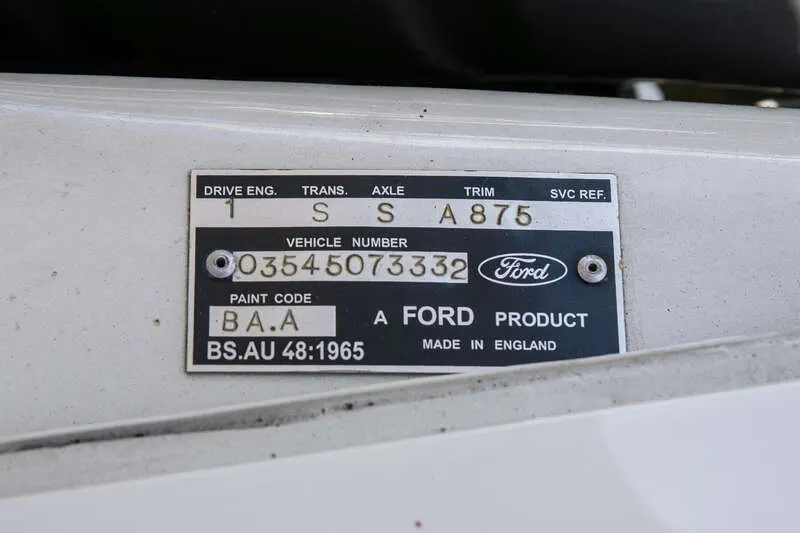 DRIVE ENG. TRANS. AXLE TRIM SVC REF.
1 S S A875
VEHICLE NUMBER
03545073332
Ford
PAINT CODE
BA.A
A FORD PRODUCT
BS.AU 48:1965
MADE IN ENGLAND